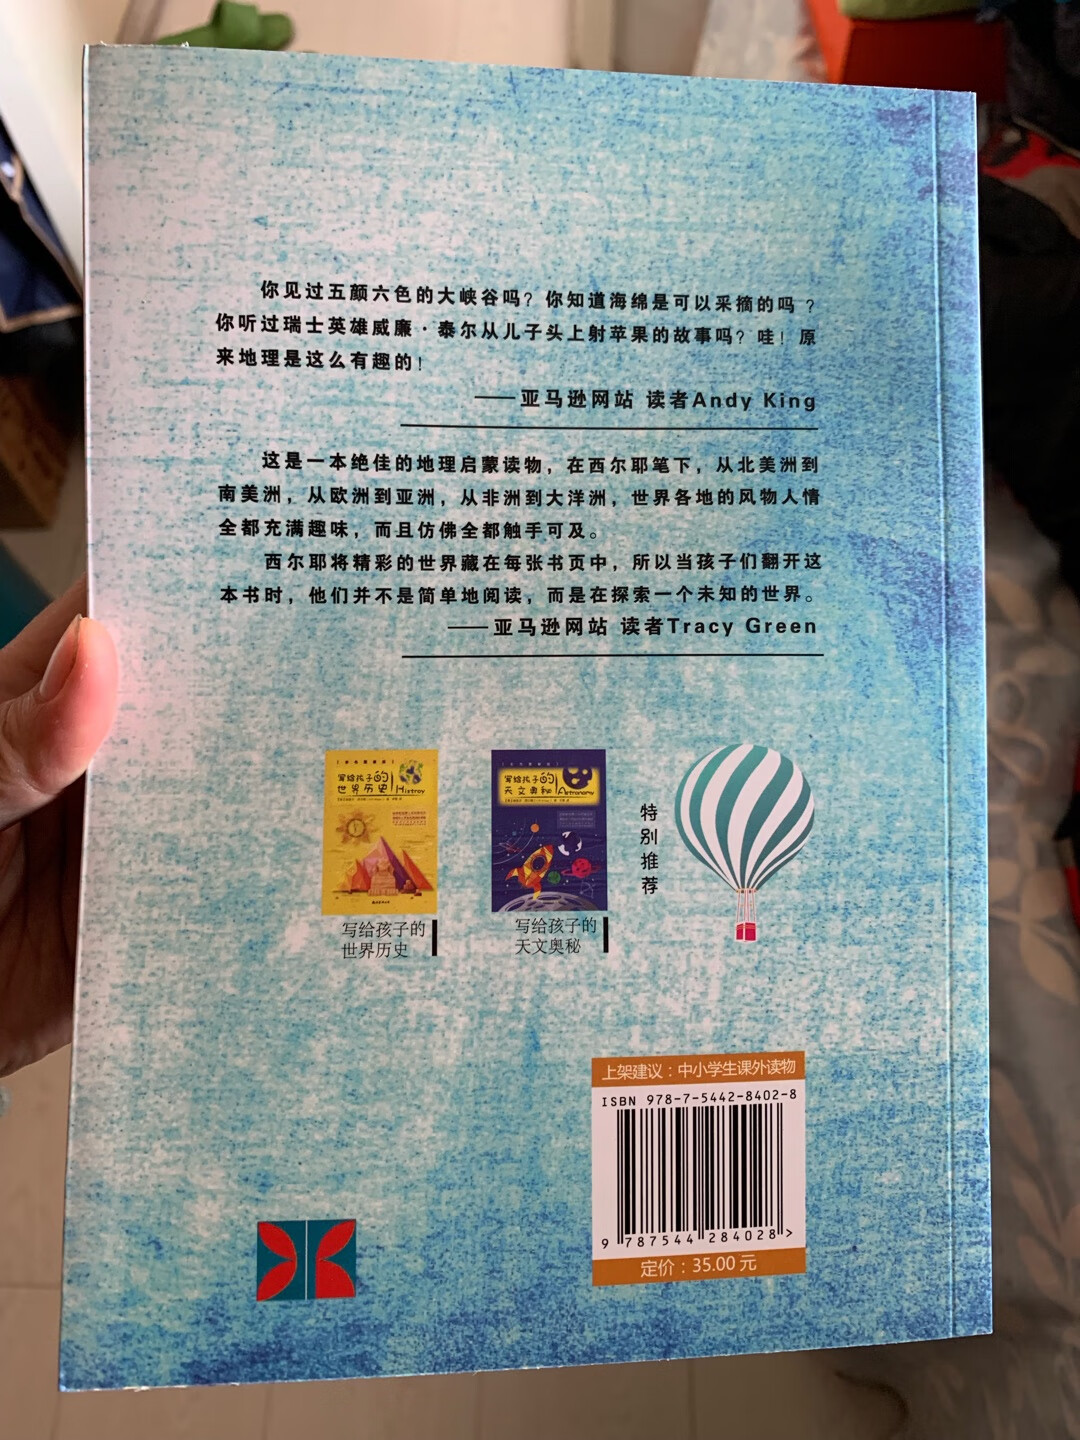 你见过五颜六色的大峡谷吗？你知道海绵是可以采摘的吗？
你听过瑞士英雄威廉·泰尔从儿子头上射苹果的故事吗？哇！原
来地理是这么有趣的！
——亚马逊网站 读者Andy King
这是一本绝佳的地理启蒙读物，在西尔耶笔下，从北美洲到
南美洲，从欧洲到亚洲，从非洲到大洋洲，世界各地的风物人情
全都充满趣味，而且仿佛全都触手可及。
西尔耶将精彩的世界藏在每张书页中，所以当孩子们翻开这
本书时，他们并不是简单地阅读，而是在探索一个未知的世界。
——亚马逊网站 读者Tracy Green
写给孩子的
世界历史
Histroy
写给孩子的
天文奥秘
Astronomy
特别推荐
写给孩子的
世界历史
写给孩子的
天文奥秘
上架建议：中小学生课外读物
ISBN 978-7-5442-8402-8
9 787544 284028 >
定价：35.00 元